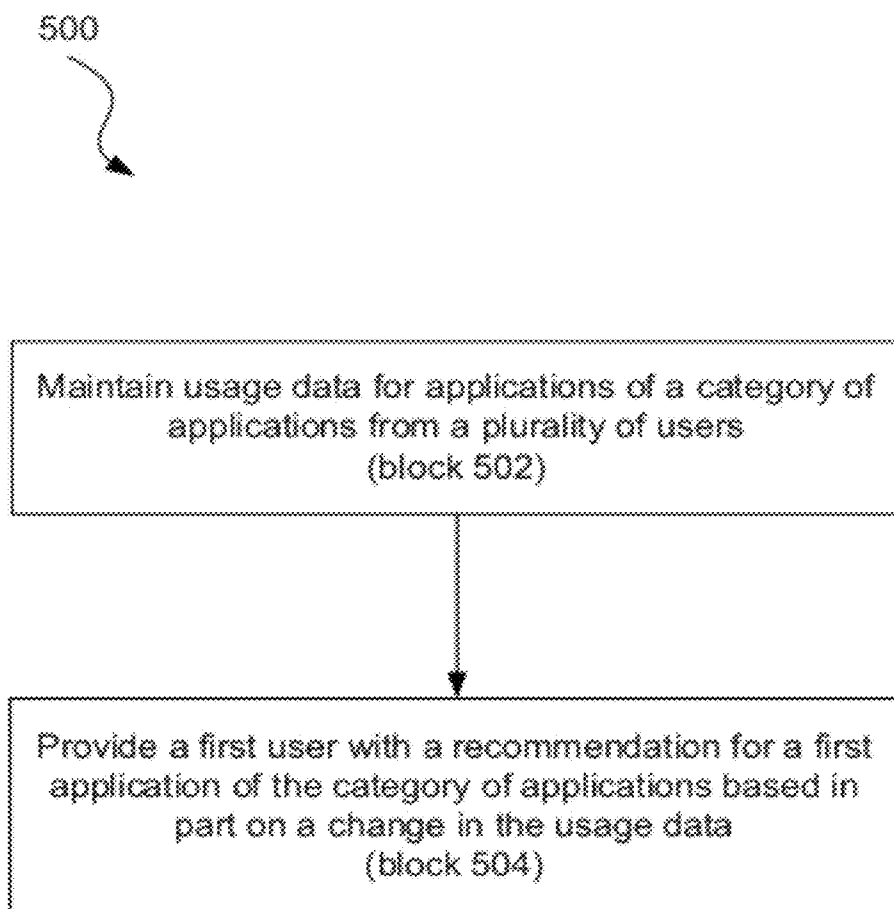 500
Maintain usage data for applications of a category of
applications from a plurality of users
(block 502)
Provide a first user with a recommendation for a first
application of the category of applications based in
part on a change in the usage data
(block 504)